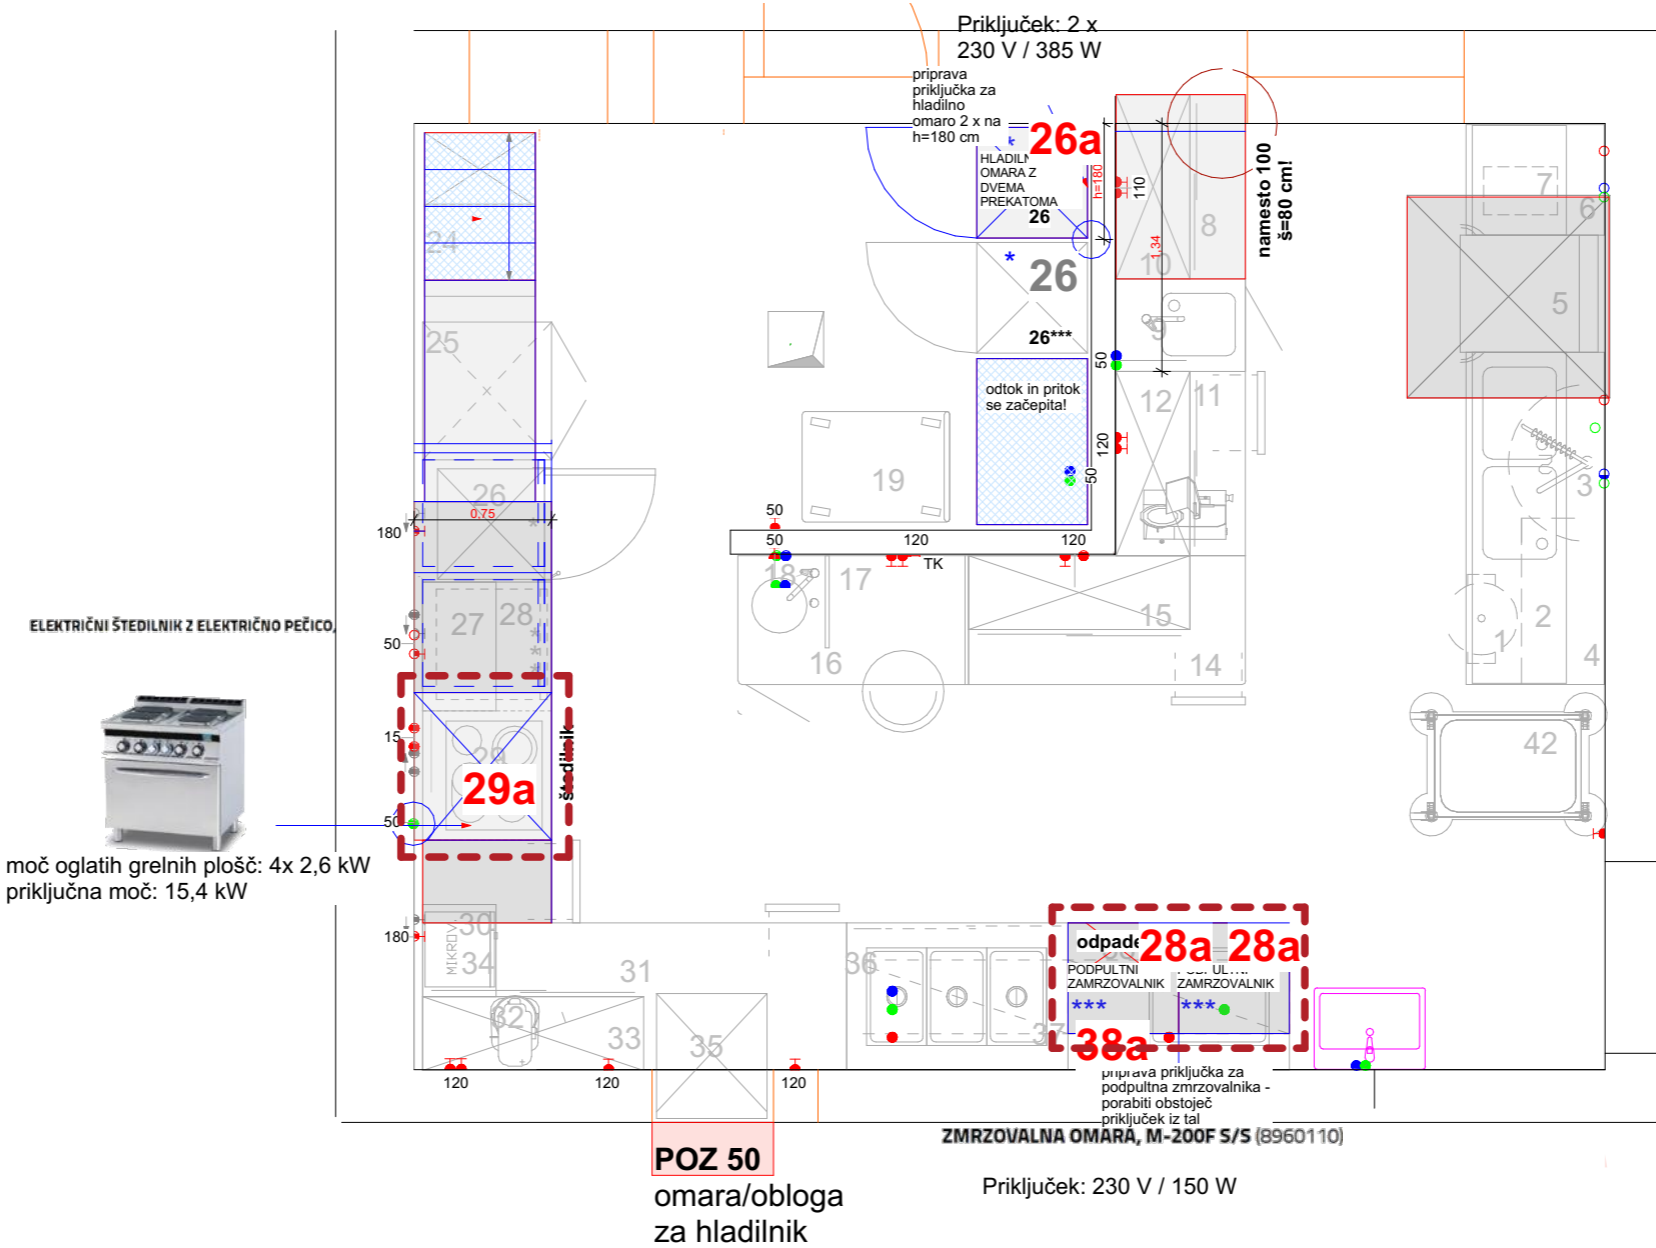 Priključek: 2 x
230 V / 385 W
priprava
priključka za
hladilno
omaro 2 x na
h=180 cm
26a
OMARA Z
DVEMA
PREKATOMA
26
h=180
110
1,34
8
10
namesto 100
š=80 cm!
7
6
5
24
25
26
26***
9
50
odtok in pritok
se začepita!
12
11
120
50
19
3
26
0,75
180
50
50
120
120
TK
18
17
15
16
14
27
28
50
1
2
4
ELEKTRIČNI ŠTEDILNIK Z ELEKTRIČNO PEČICO,
15
29
29a
štedilnik
50
42
moč oglatih grelnih plošč: 4x 2,6 kW
priključna moč: 15,4 kW
30
180
34
31
32
33
35
36
37
28a 28a
PODPULTNI
ZAMRZOVALNIK
ZAMRZOVALNIK
***
***
38a
120
120
120
priprava priključka za
podpultna zmrzovalnika -
porabiti obstoječ
priključek iz tal
ZMRZOVALNA OMARA, M-200F S/S (8960110)
POZ 50
omara/obloga
za hladilnik
Priključek: 230 V / 150 W